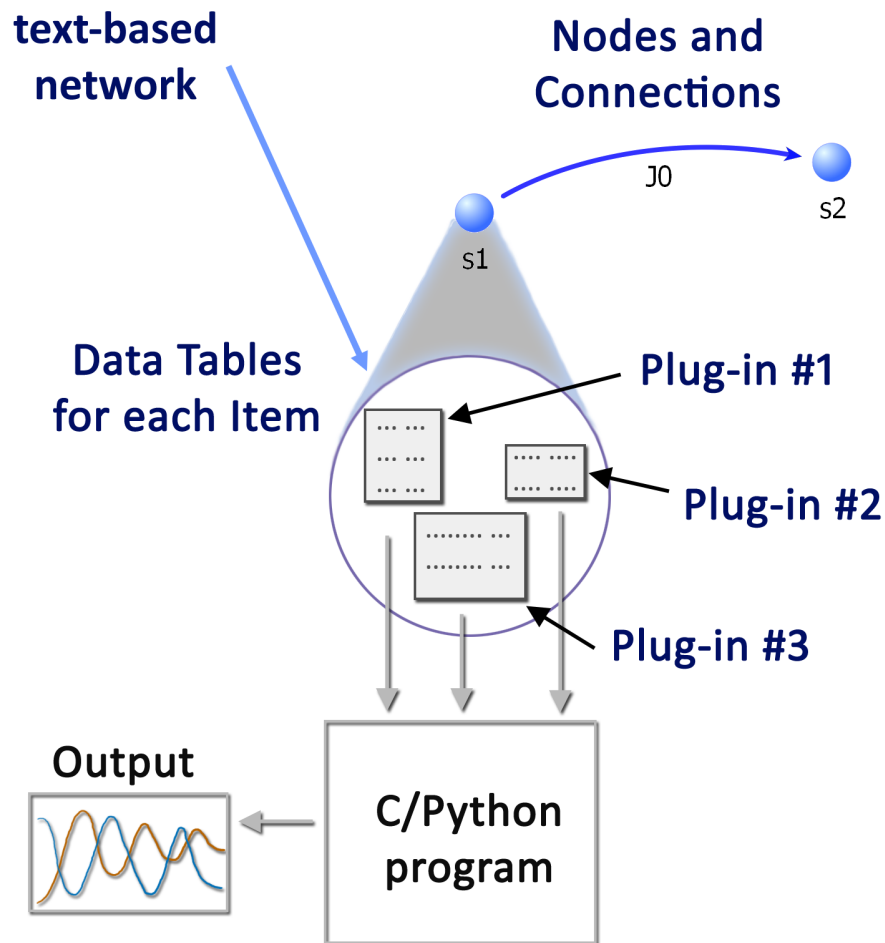 text-based
network
Nodes and
Connections
J0
s2
s1
Data Tables
for each Item
Plug-in #1
Plug-in #2
Plug-in #3
Output
C/Python
program